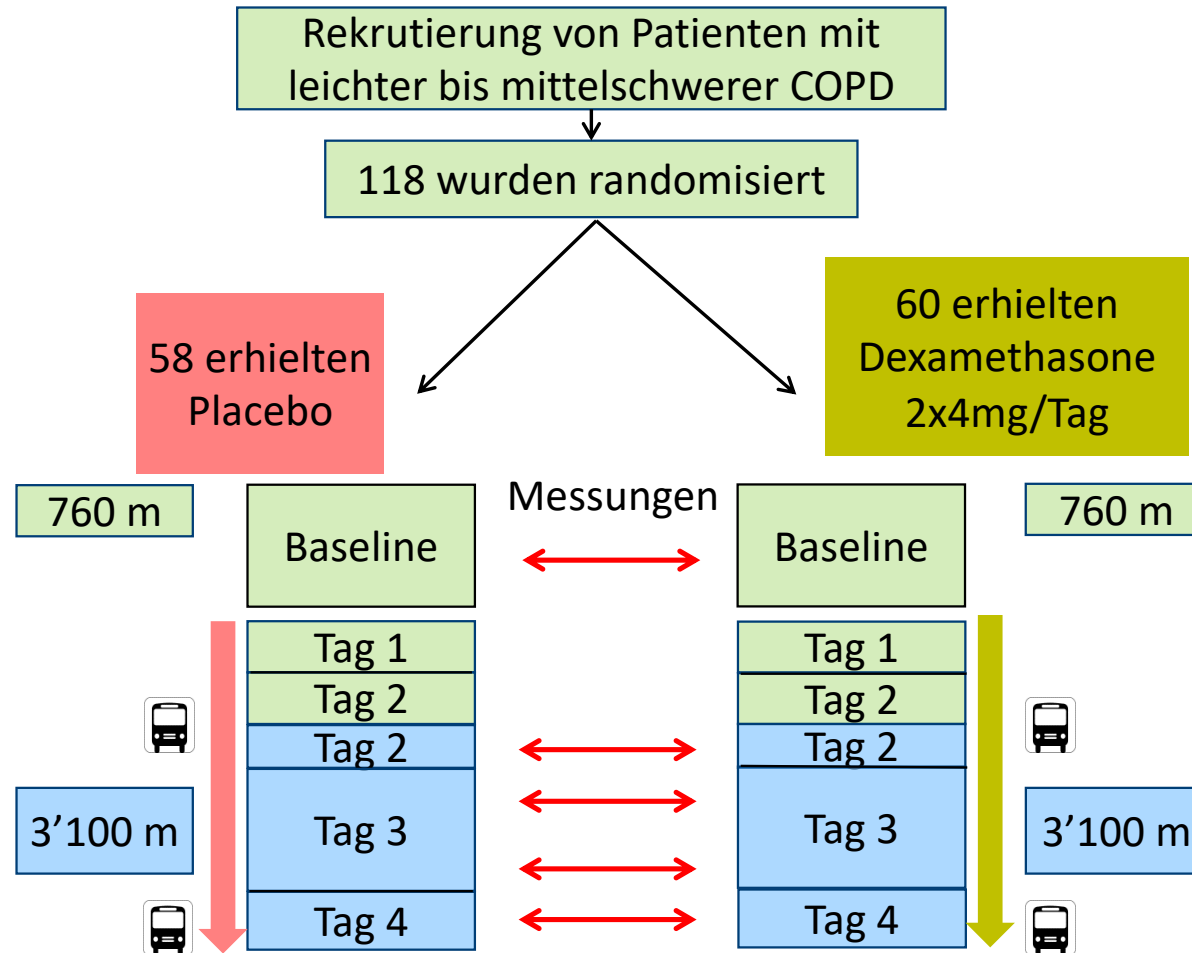 Rekrutierung von Patienten mit
leichter bis mittelschwerer COPD
118 wurden randomisiert
58 erhielten
Placebo
60 erhielten
Dexamethasone
2x4mg/Tag
760 m
Baseline
Messungen
Baseline
760 m
Tag 1
Tag 1
Tag 2
Tag 2
Tag 2
Tag 2
3’100 m
Tag 3
Tag 3
3’100 m
Tag 4
Tag 4